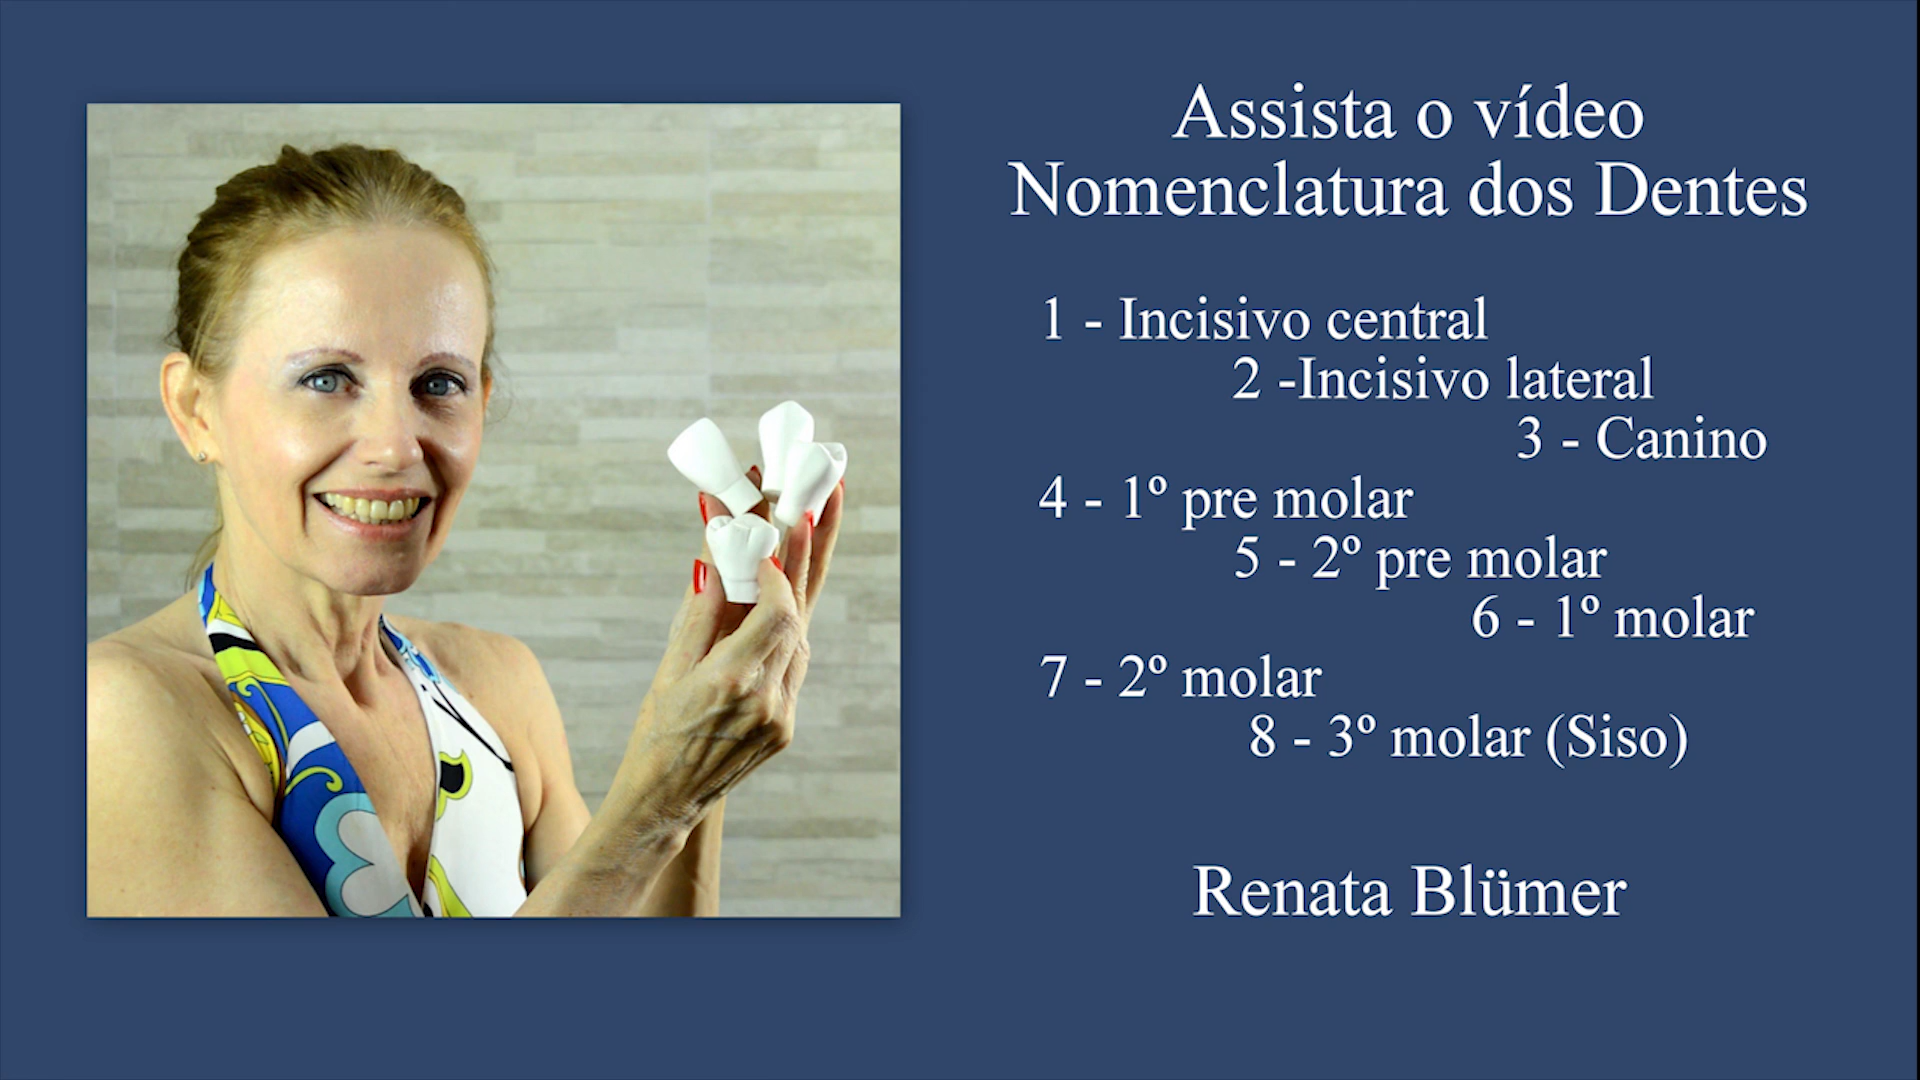 Assista o vídeo
Nomenclatura dos Dentes
1 - Incisivo central
2 -Incisivo lateral
3 - Canino
4 - 1º pre molar
5 - 2º pre molar
6 - 1º molar
7 - 2º molar
8 - 3º molar (Siso)
Renata Blümer